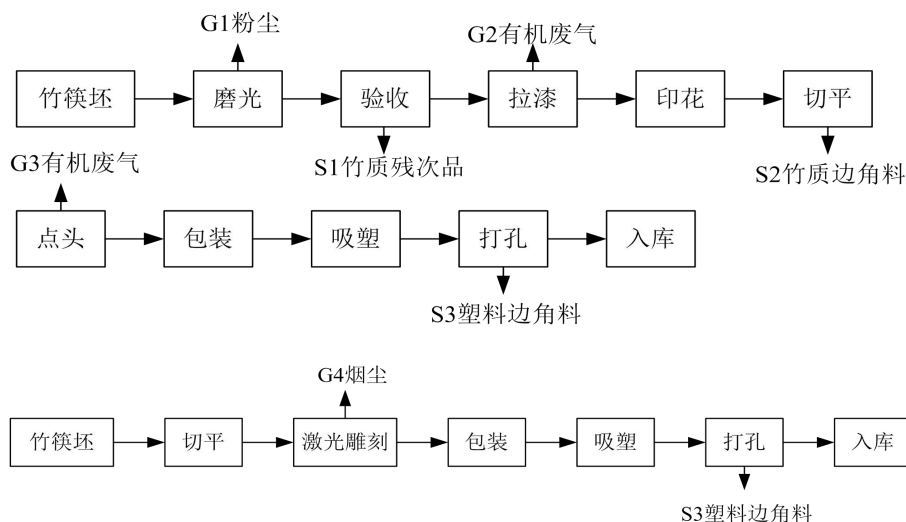 G1粉尘
G2有机废气
竹筷坯
磨光
验收
拉漆
印花
切平
S1竹质残次品
S2竹质边角料
G3有机废气
点头
包装
吸塑
打孔
入库
S3塑料边角料
G4烟尘
竹筷坯
切平
激光雕刻
包装
吸塑
打孔
入库
S3塑料边角料